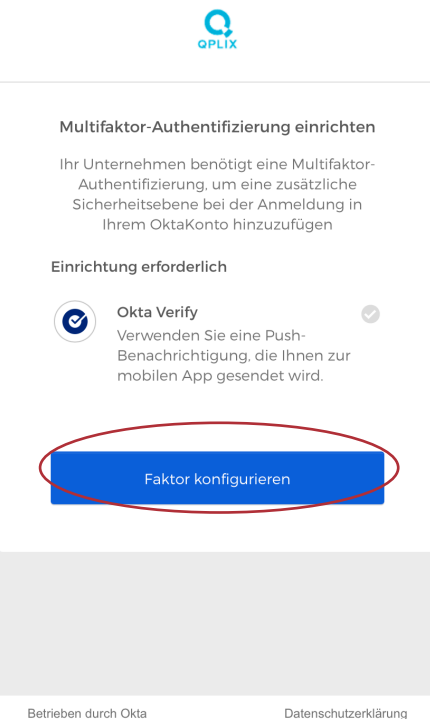 QPLIX
Multifaktor-Authentifizierung einrichten
Ihr Unternehmen benötigt eine Multifaktor-
Authentifizierung, um eine zusätzliche
Sicherheitsebene bei der Anmeldung in
Ihrem OktaKonto hinzuzufügen
Einrichtung erforderlich
Okta Verify
Verwenden Sie eine Push-
Benachrichtigung, die Ihnen zur
mobilen App gesendet wird.
Faktor konfigurieren
Betrieben durch Okta
Datenschutzerklärung